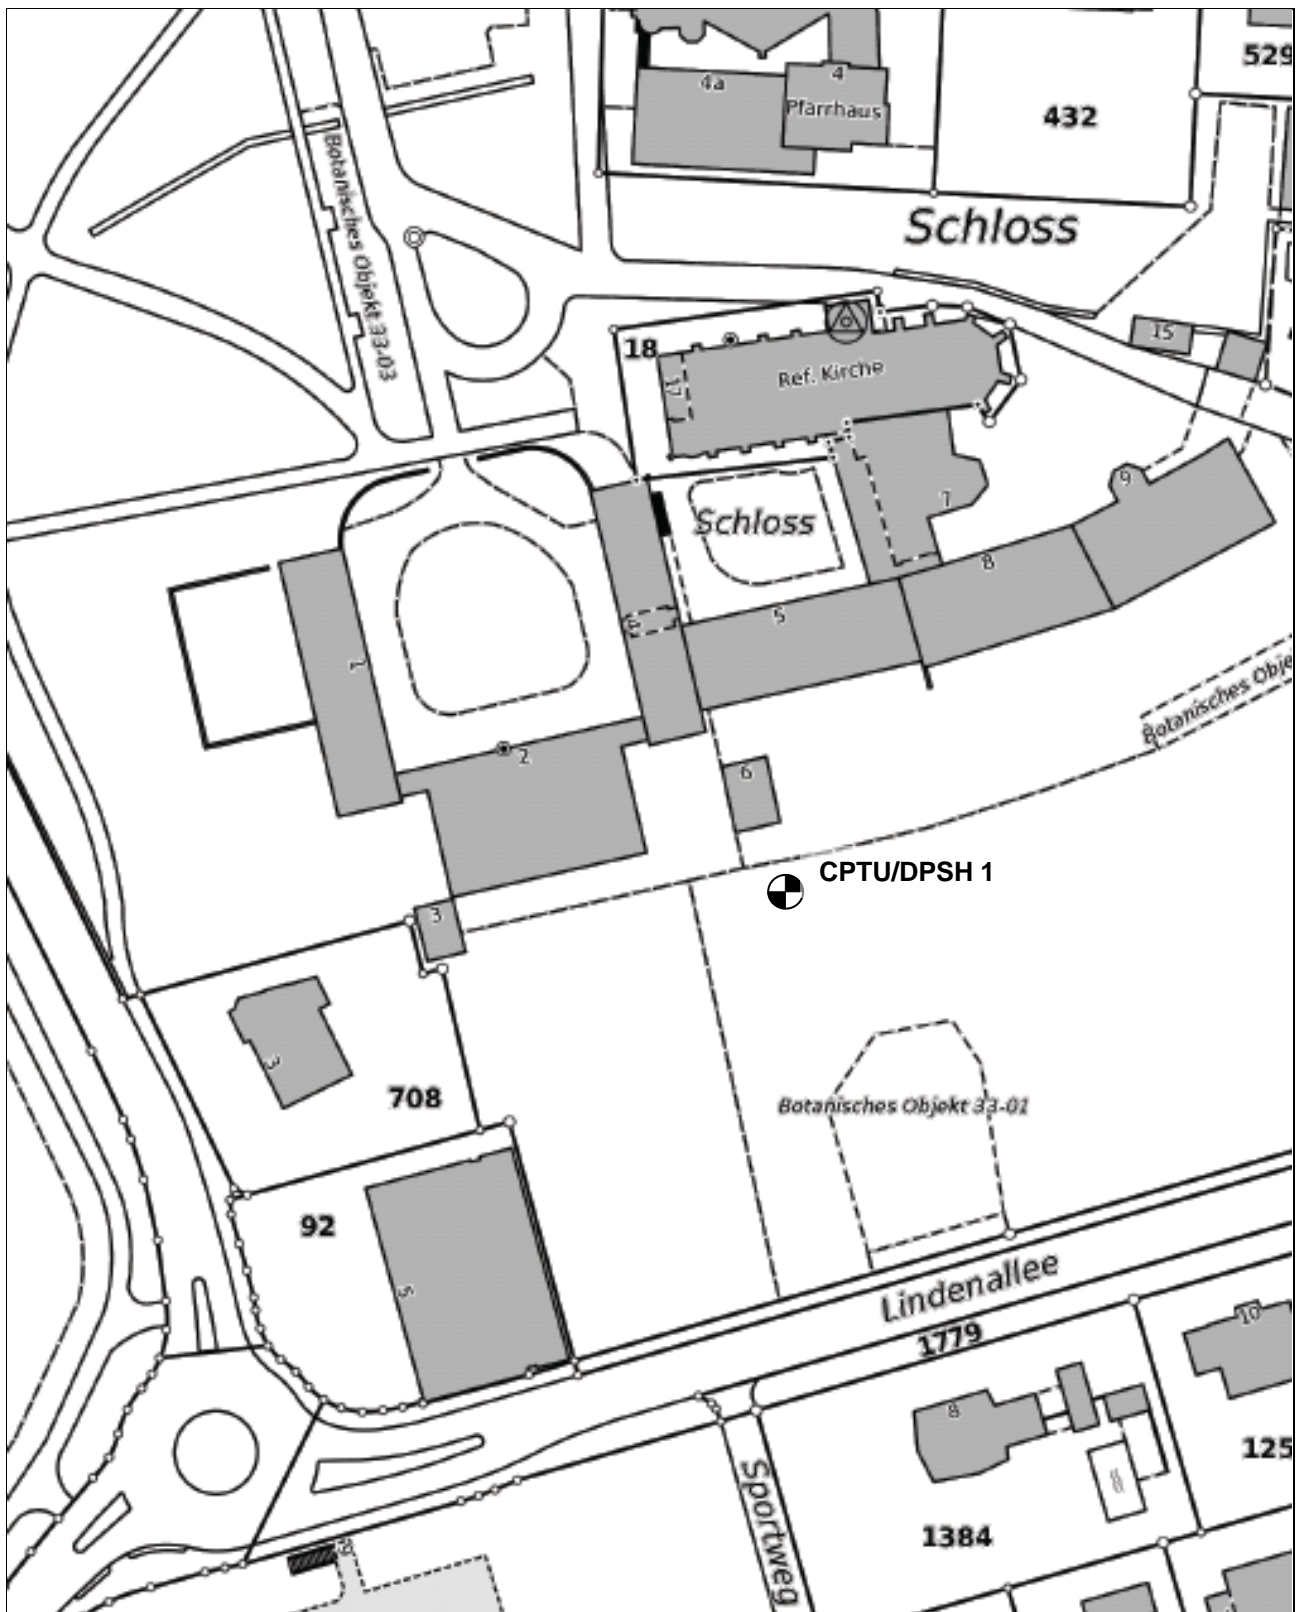 529
4a
4
Pfarrhaus
432
Botanisches Objekt 33-03
Schloss
15
18
17
Ref. Kirche
9
7
Schloss
8
4
5
1
2
6
Botanisches Obje
CPTU/DPSH 1
3
3
708
Botanisches Objekt 33-01
92
5
Lindenallee
1779
10
8
125
Sportweg
1384